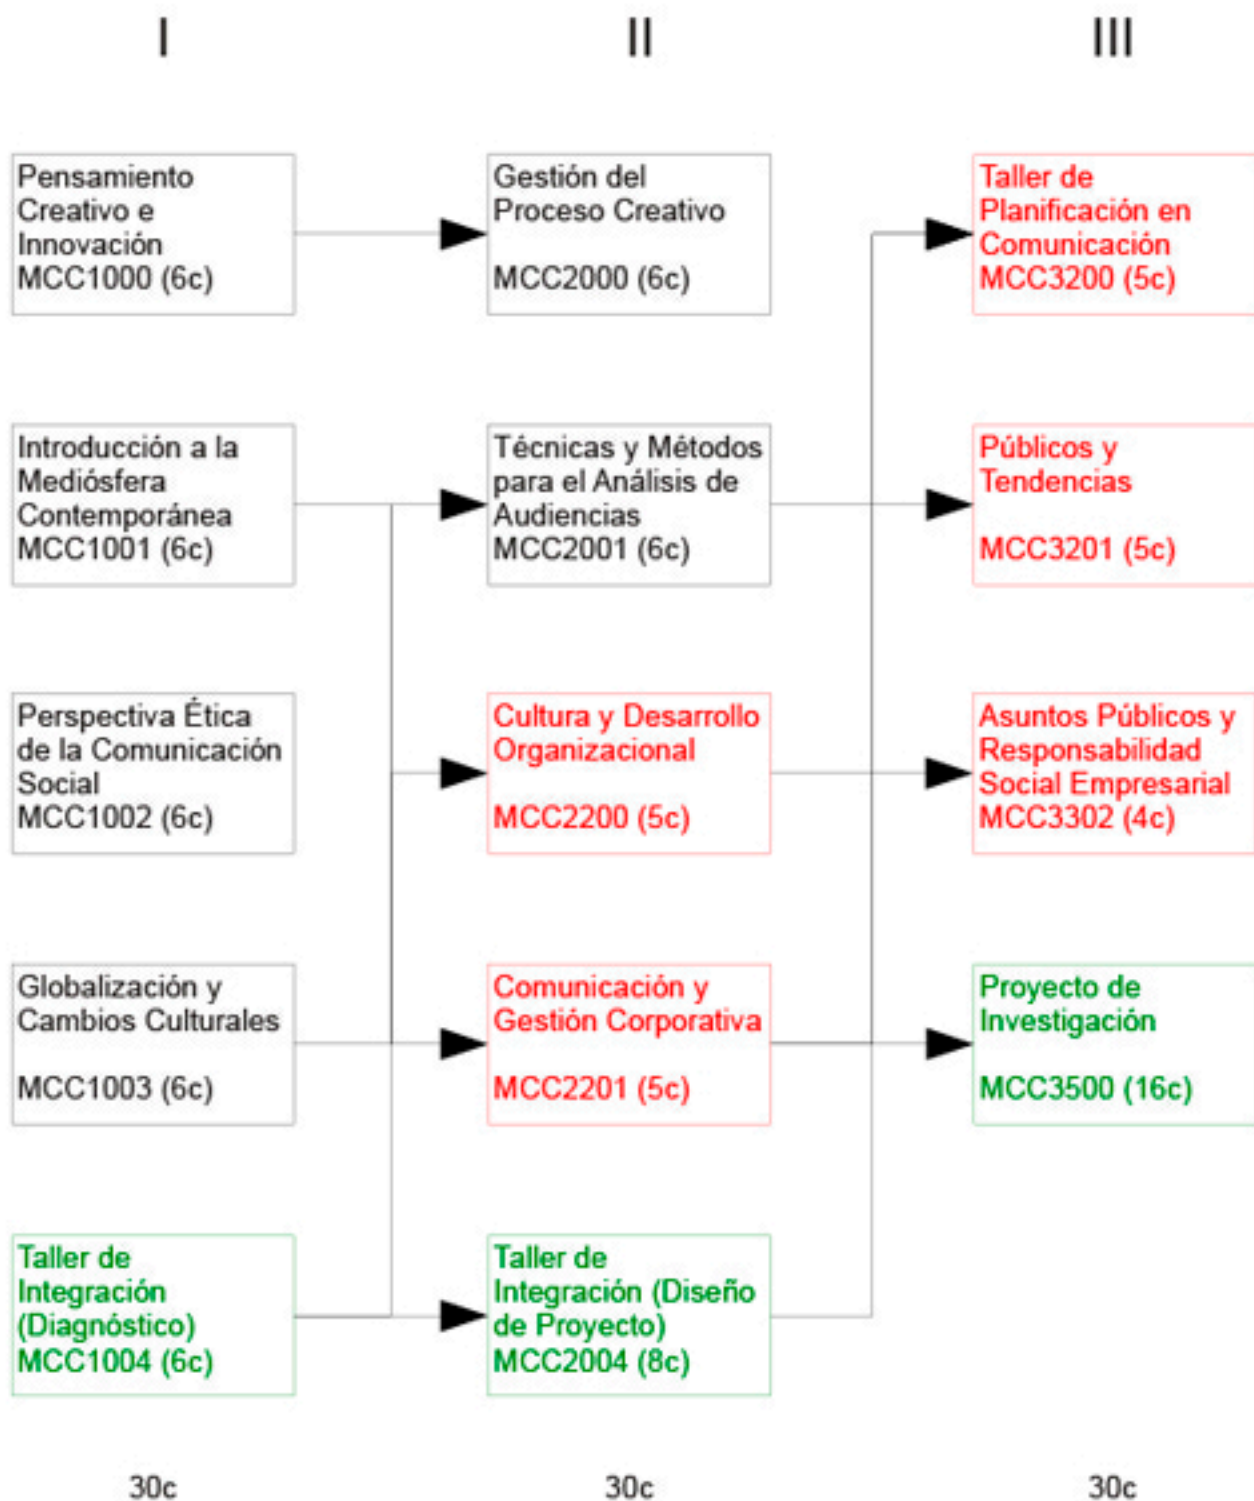 I
II
III
Pensamiento
Creativo e
Innovación
MCC1000 (6c)
Gestión del
Proceso Creativo
MCC2000 (6c)
Taller de
Planificación en
Comunicación
MCC3200 (5c)
Introducción a la
Mediósfera
Contemporánea
MCC1001 (6c)
Técnicas y Métodos
para el Análisis de
Audiencias
MCC2001 (6c)
Públicos y
Tendencias
MCC3201 (5c)
Perspectiva Ética
de la Comunicación
Social
MCC1002 (6c)
Cultura y Desarrollo
Organizacional
MCC2200 (5c)
Asuntos Públicos y
Responsabilidad
Social Empresarial
MCC3302 (4c)
Globalización y
Cambios Culturales
MCC1003 (6c)
Comunicación y
Gestión Corporativa
MCC2201 (5c)
Proyecto de
Investigación
MCC3500 (16c)
Taller de
Integración
(Diagnóstico)
MCC1004 (6c)
Taller de
Integración (Diseño
de Proyecto)
MCC2004 (8c)
30c
30c
30c